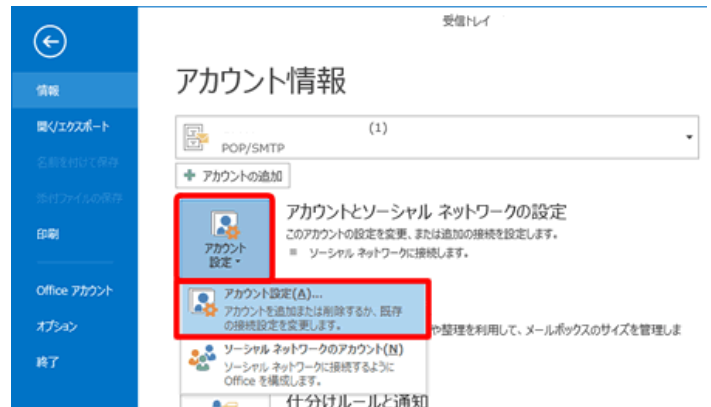 受信トレイ
アカウント情報
情報
開く/エクスポート
名前を付けて保存
添付ファイルの保存
印刷
Office アカウント
オプション
終了
(1)
POP/SMTP
アカウントの追加
アカウント
設定
アカウントとソーシャル ネットワークの設定
このアカウントの設定を変更、または追加の接続を設定します。
ソーシャル ネットワークに接続します。
アカウント設定(A)...
アカウントを追加または削除するか、既存
の接続設定を変更します。
や整理を利用して、メールボックスのサイズを管理しま
ソーシャル ネットワークのアカウント(N)
ソーシャル ネットワークに接続するように
Office を構成します。
仕分けルールと通知